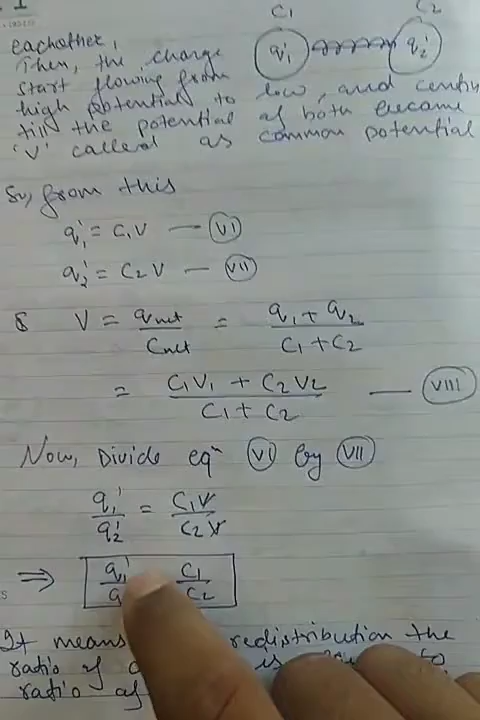 1
C1 C2
eachother,
q1' q2'
Then, the charge
start flowing from
high potential to low, and contin
till the potential of both became
'V' called as common potential
So, from this
q1' = C1V — VI
q2' = C2V — VII
& V = qnet/Cnet = (q1 + q2)/(C1 + C2)
= (C1V1 + C2V2)/(C1 + C2) — VIII
Now, Divide eqn VI by VII
q1'/q2' = C1V/C2V
⇒ q1'/q C1/C2
It means redistribution the
ratio of is to
ratio of